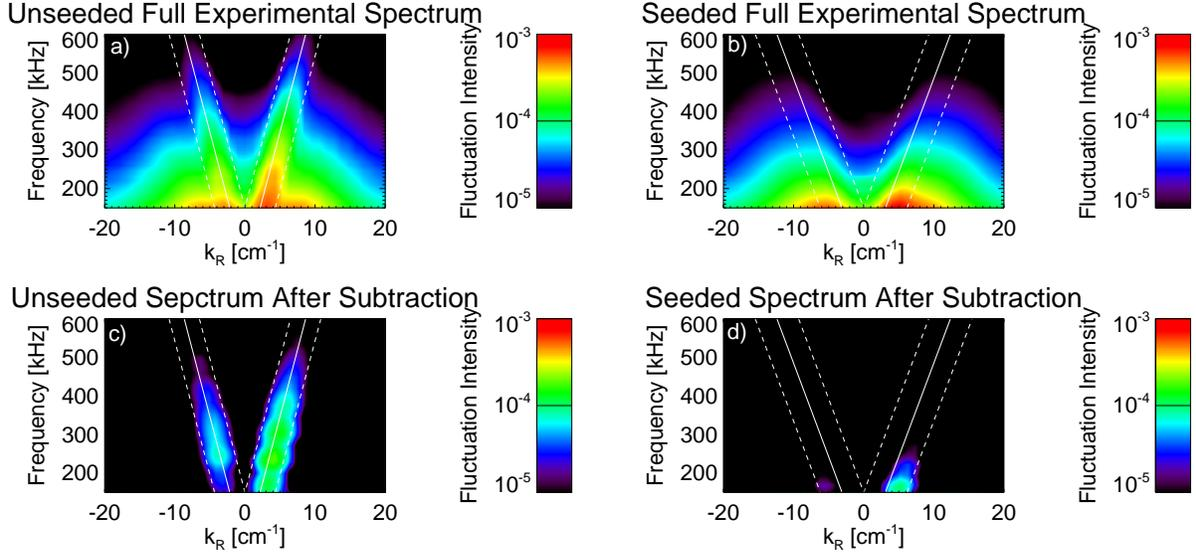 Unseeded Full Experimental Spectrum
a)
Frequency [kHz]
600
500
400
300
200
-20 -10 0 10 20
k_R [cm^-1]
Fluctuation Intensity
10^-3
10^-4
10^-5
Seeded Full Experimental Spectrum
b)
Frequency [kHz]
600
500
400
300
200
-20 -10 0 10 20
k_R [cm^-1]
Fluctuation Intensity
10^-3
10^-4
10^-5
Unseeded Sepctrum After Subtraction
c)
Frequency [kHz]
600
500
400
300
200
-20 -10 0 10 20
k_R [cm^-1]
Fluctuation Intensity
10^-3
10^-4
10^-5
Seeded Spectrum After Subtraction
d)
Frequency [kHz]
600
500
400
300
200
-20 -10 0 10 20
k_R [cm^-1]
Fluctuation Intensity
10^-3
10^-4
10^-5